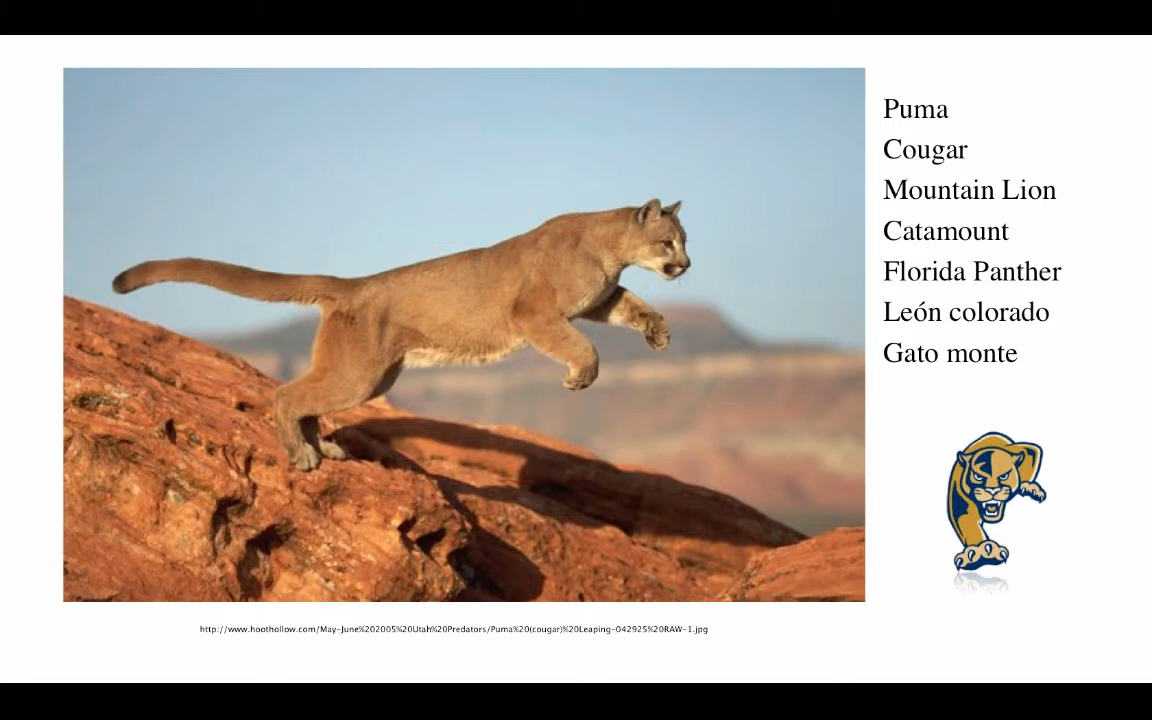 Puma
Cougar
Mountain Lion
Catamount
Florida Panther
León colorado
Gato monte
http://www.hoothollow.com/May-June%202005%20Utah%20Predators/Puma%20(cougar)%20Leaping-042925%20RAW-1.jpg